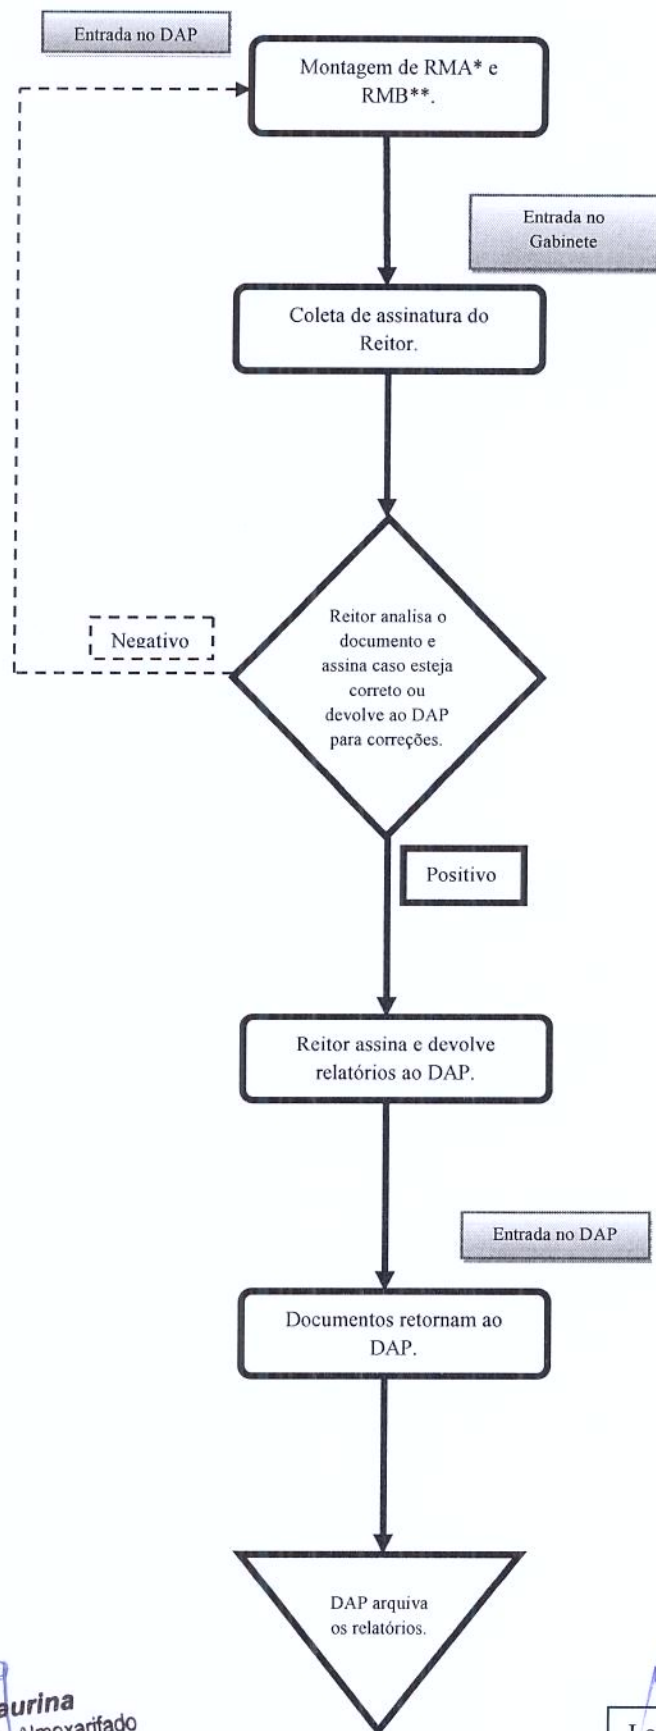 Entrada no DAP
Montagem de RMA* e
RMB**.
Entrada no
Gabinete
Coleta de assinatura do
Reitor.
Reitor analisa o
documento e
assina caso esteja
correto ou
devolve ao DAP
para correções.
Negativo
Positivo
Reitor assina e devolve
relatórios ao DAP.
Entrada no DAP
Documentos retornam ao
DAP.
DAP arquiva
os relatórios.
aurina
Almoxarifado